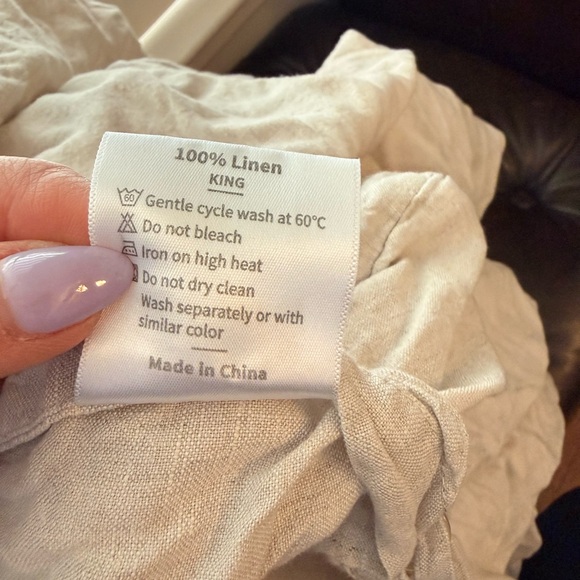 100% Linen
KING
60 Gentle cycle wash at 60°C
Do not bleach
Iron on high heat
Do not dry clean
Wash separately or with
similar color
Made in China